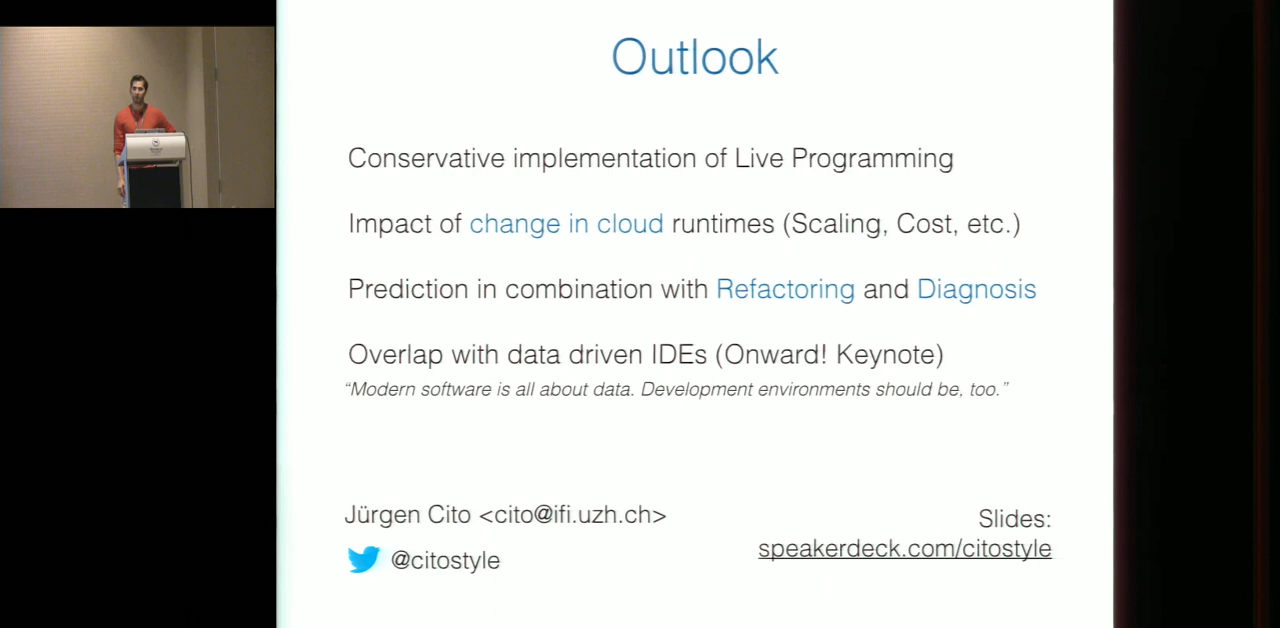 Outlook
Conservative implementation of Live Programming
Impact of change in cloud runtimes (Scaling, Cost, etc.)
Prediction in combination with Refactoring and Diagnosis
Overlap with data driven IDEs (Onward! Keynote)
“Modern software is all about data. Development environments should be, too.”
Jürgen Cito <cito@ifi.uzh.ch>
@citostyle
Slides:
speakerdeck.com/citostyle